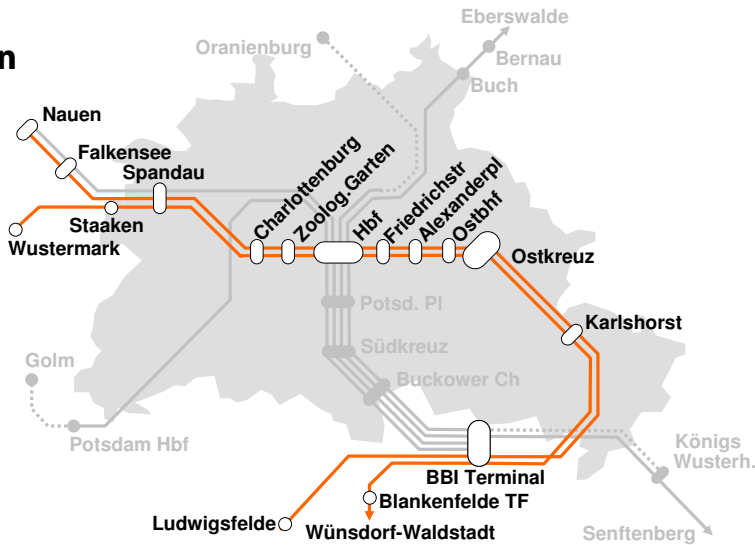 Eberswalde
Oranienburg
n
Bernau
Buch
Nauen
Falkensee
Spandau
Charlottenburg
Zoolog.Garten
Hbf
Friedrichstr
Alexanderpl
Ostbhf
Staaken
Wustermark
Ostkreuz
Potsd. Pl
Karlshorst
Südkreuz
Golm
Buckower Ch
Potsdam Hbf
Königs
Wusterh.
BBI Terminal
Blankenfelde TF
Ludwigsfelde
Wünsdorf-Waldstadt
Senftenberg